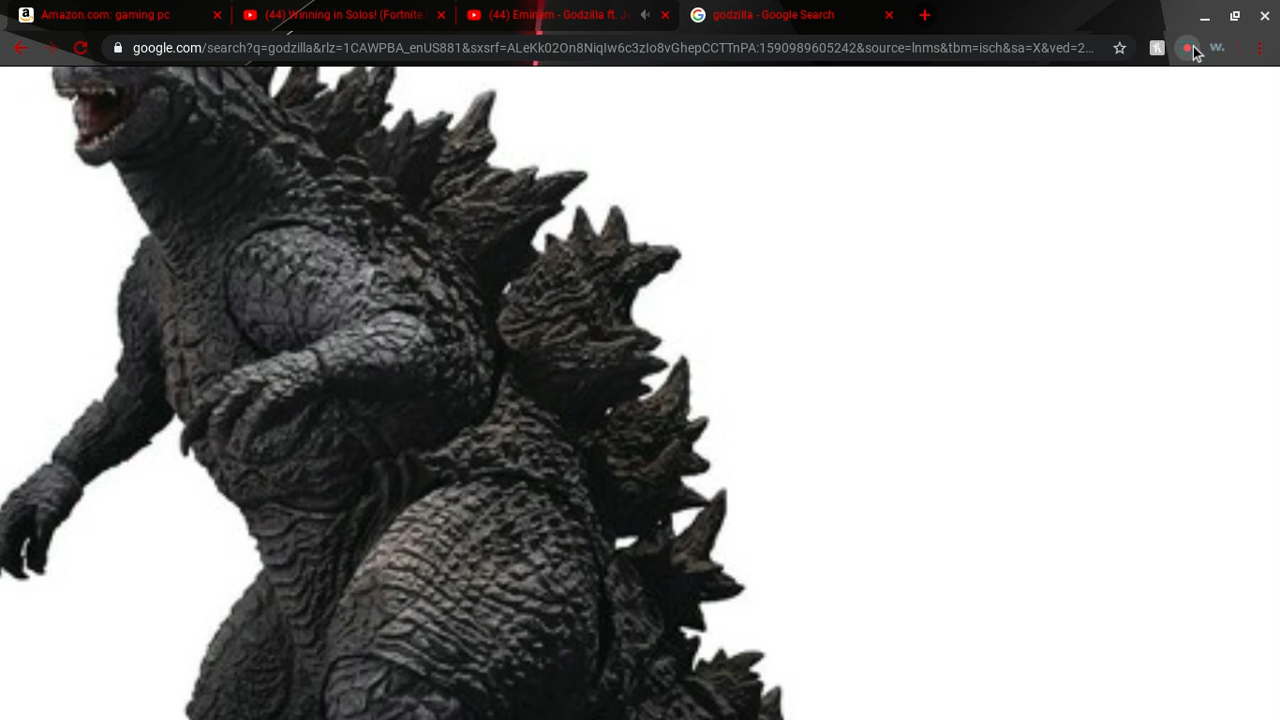 Amazon.com: gaming pc
(44) Winning in Solos! (Fortnite
(44) Eminem - Godzilla ft. J
godzilla - Google Search
google.com/search?q=godzilla&rlz=1CAWPBA_enUS881&sxsrf=ALeKk02On8NiqIw6c3zIo8vGhepCCTTnPA:1590989605242&source=lnms&tbm=isch&sa=X&ved=2...
w.